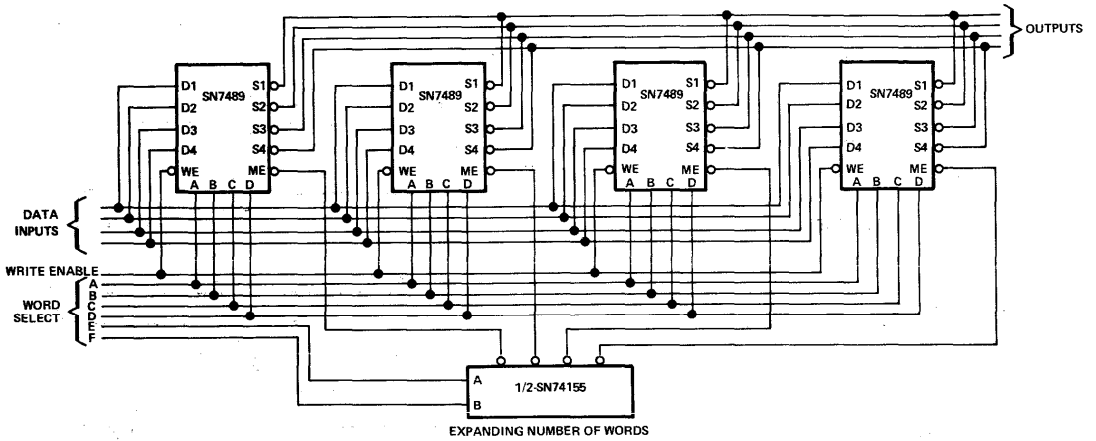 OUTPUTS
D1 SN7489 S1
D2 S2
D3 S3
D4 S4
WE ME
A B C D
D1 SN7489 S1
D2 S2
D3 S3
D4 S4
WE ME
A B C D
D1 SN7489 S1
D2 S2
D3 S3
D4 S4
WE ME
A B C D
D1 SN7489 S1
D2 S2
D3 S3
D4 S4
WE ME
A B C D
DATA
INPUTS
WRITE ENABLE
WORD
SELECT
A
B
C
D
E
F
A
1/2-SN74155
B
EXPANDING NUMBER OF WORDS